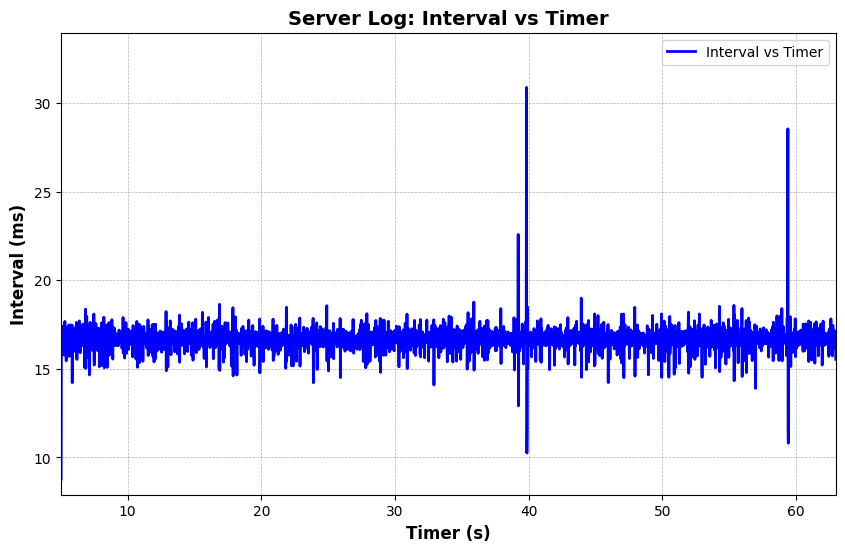 Server Log: Interval vs Timer
Interval vs Timer
Interval (ms)
30
25
20
15
10
10 20 30 40 50 60
Timer (s)